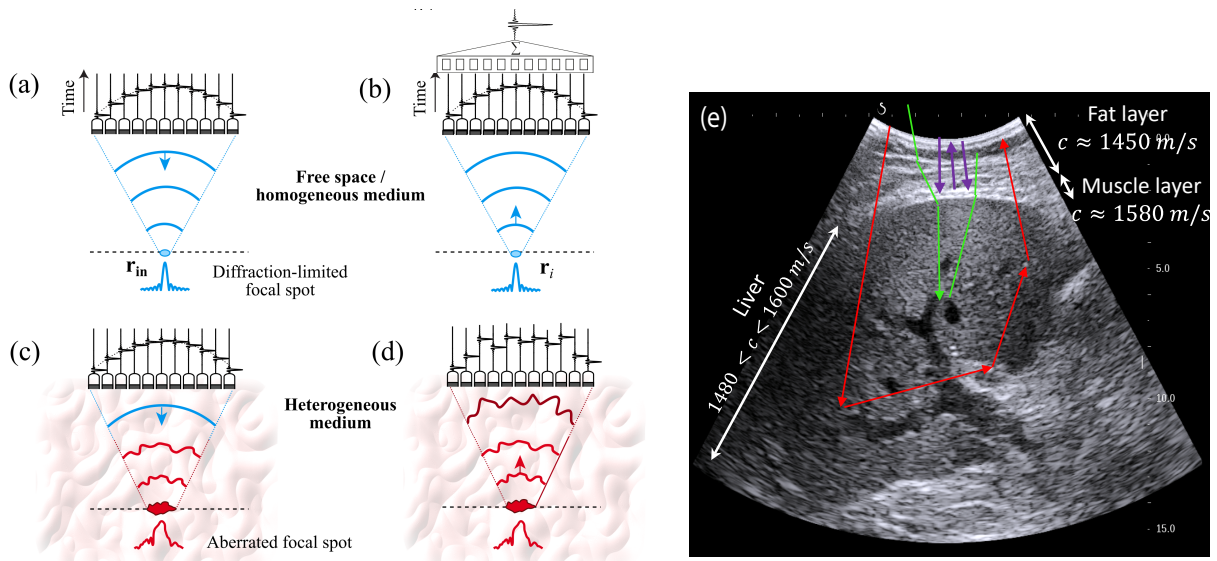 (a)
Time
(b)
Σ
Time
Free space /
homogeneous medium
r_in
Diffraction-limited
focal spot
r_i
(c)
(d)
Heterogeneous
medium
Aberrated focal spot
(e)
Fat layer
c ≈ 1450 m/s
Muscle layer
c ≈ 1580 m/s
Liver
1480 < c < 1600 m/s
5.0
10.0
15.0